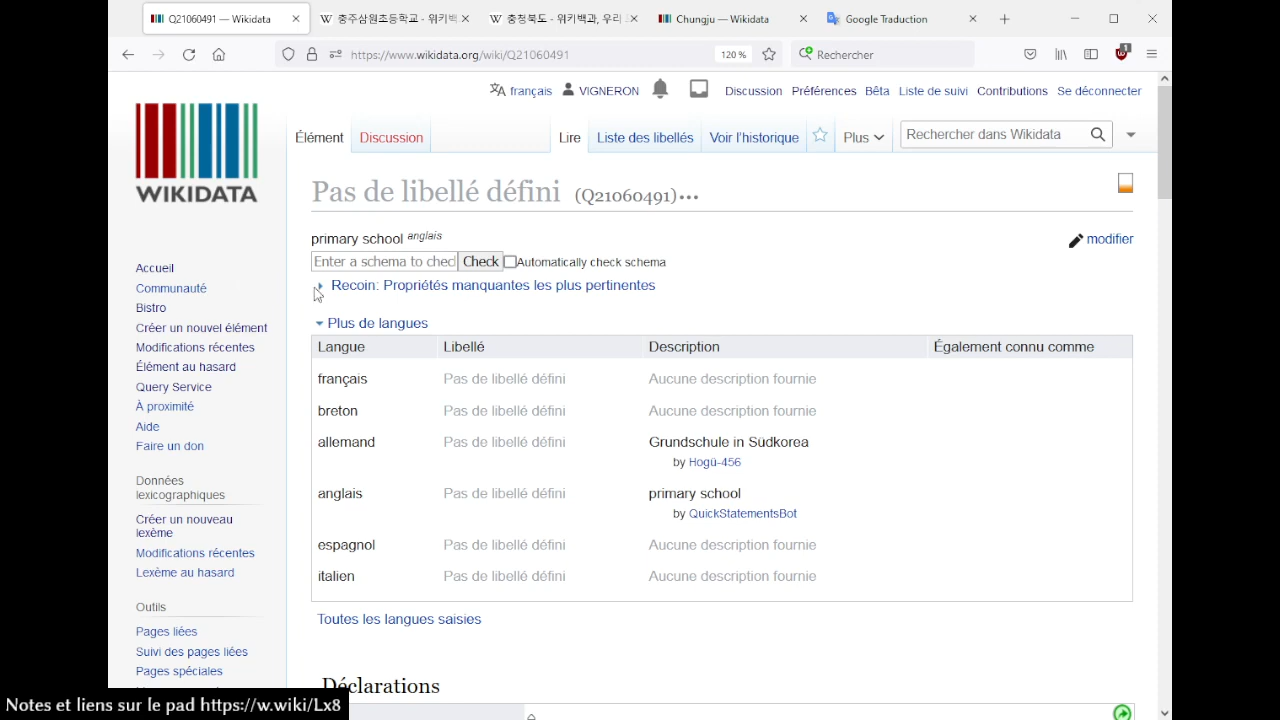 Q21060491 — Wikidata
충주삼원초등학교 - 위키백
충청북도 - 위키백과, 우리
Chungju — Wikidata
Google Traduction
https://www.wikidata.org/wiki/Q21060491
120 %
Rechercher
1
français
VIGNERON
Discussion
Préférences
Bêta
Liste de suivi
Contributions
Se déconnecter
WIKIDATA
Élément
Discussion
Lire
Liste des libellés
Voir l'historique
Plus
Rechercher dans Wikidata
Pas de libellé défini (Q21060491)•••
primary school anglais
modifier
Enter a schema to chec
Check
Automatically check schema
Recoin: Propriétés manquantes les plus pertinentes
Plus de langues
Langue Libellé Description Également connu comme
français Pas de libellé défini Aucune description fournie
breton Pas de libellé défini Aucune description fournie
allemand Pas de libellé défini Grundschule in Südkorea
by Hogü-456
anglais Pas de libellé défini primary school
by QuickStatementsBot
espagnol Pas de libellé défini Aucune description fournie
italien Pas de libellé défini Aucune description fournie
Toutes les langues saisies
Déclarations
Accueil
Communauté
Bistro
Créer un nouvel élément
Modifications récentes
Élément au hasard
Query Service
À proximité
Aide
Faire un don
Données
lexicographiques
Créer un nouveau
lexème
Modifications récentes
Lexème au hasard
Outils
Pages liées
Suivi des pages liées
Pages spéciales
Notes et liens sur le pad https://w.wiki/Lx8